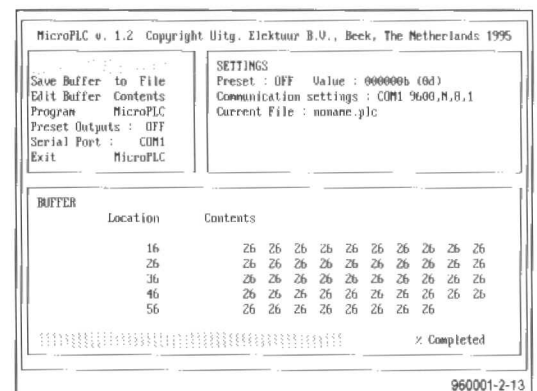 MicroPLC v. 1.2 Copyright Uitg. Elektuur B.V., Beek, The Netherlands 1995
Save Buffer to File
Edit Buffer Contents
Program MicroPLC
Preset Outputs : OFF
Serial Port : COM1
Exit MicroPLC
SETTINGS
Preset : OFF Value : 000000b (0d)
Communication settings : COM1 9600,N,8,1
Current File : noname.plc
BUFFER
Location Contents
16 26 26 26 26 26 26 26 26 26 26
26 26 26 26 26 26 26 26 26 26 26
36 26 26 26 26 26 26 26 26 26 26
46 26 26 26 26 26 26 26 26 26 26
56 26 26 26 26 26 26 26 26
% Completed
960001-2-13